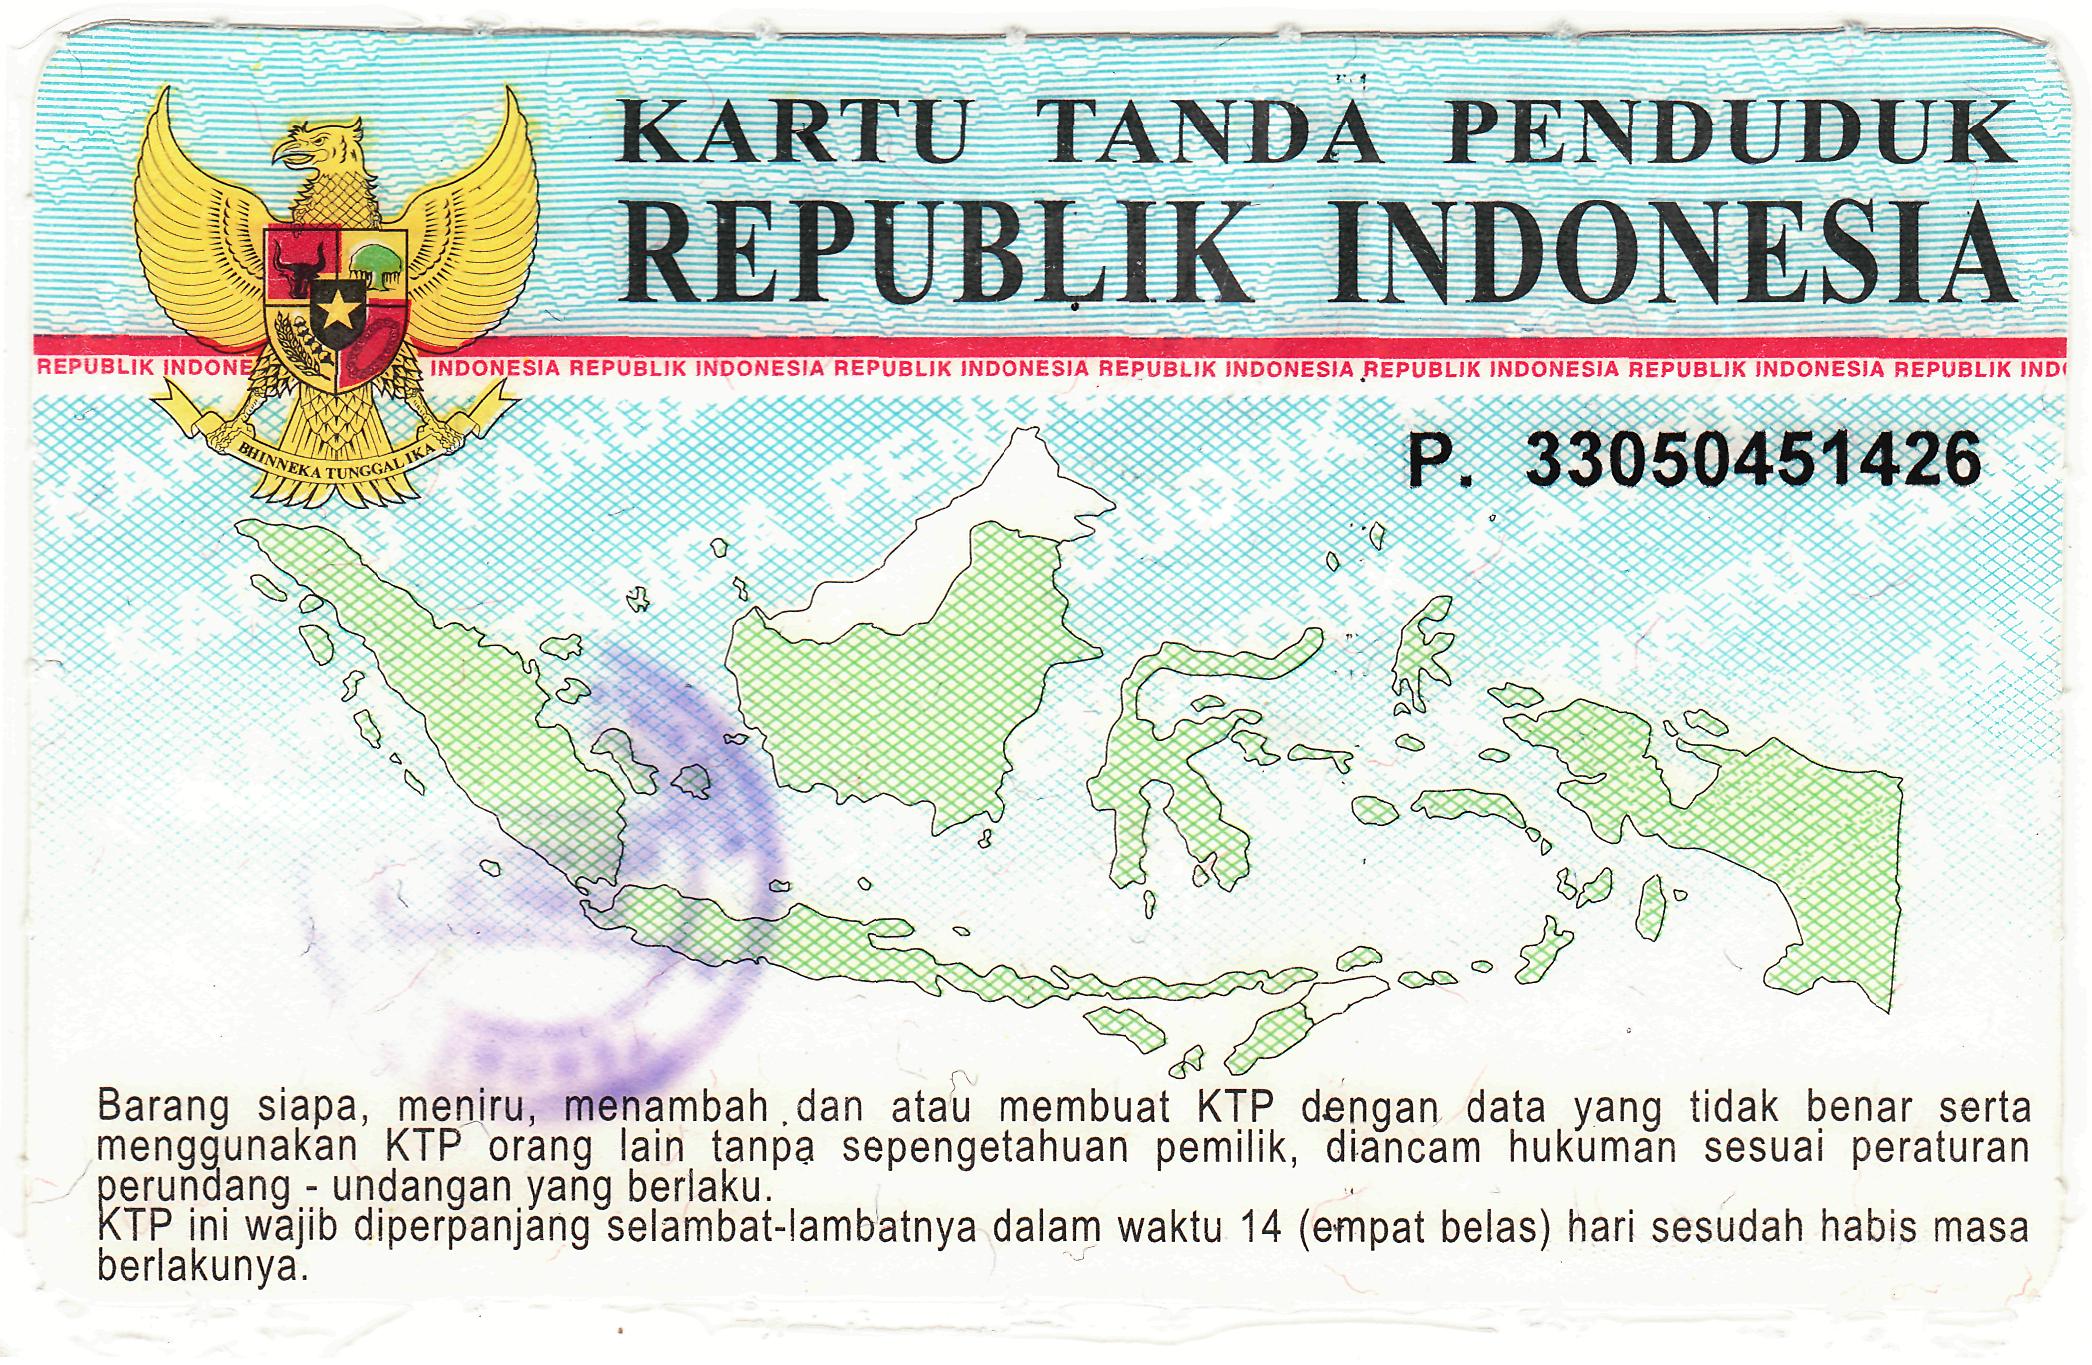 KARTU TANDA PENDUDUK
REPUBLIK INDONESIA
REPUBLIK INDONE INDONESIA REPUBLIK INDONESIA REPUBLIK INDONESIA REPUBLIK INDONESIA REPUBLIK INDONESIA REPUBLIK INDONESIA REPUBLIK IND
BHINNEKA TUNGGAL IKA
P. 33050451426
Barang siapa, meniru, menambah dan atau membuat KTP dengan data yang tidak benar serta
menggunakan KTP orang lain tanpa sepengetahuan pemilik, diancam hukuman sesuai peraturan
perundang - undangan yang berlaku.
KTP ini wajib diperpanjang selambat-lambatnya dalam waktu 14 (empat belas) hari sesudah habis masa
berlakunya.